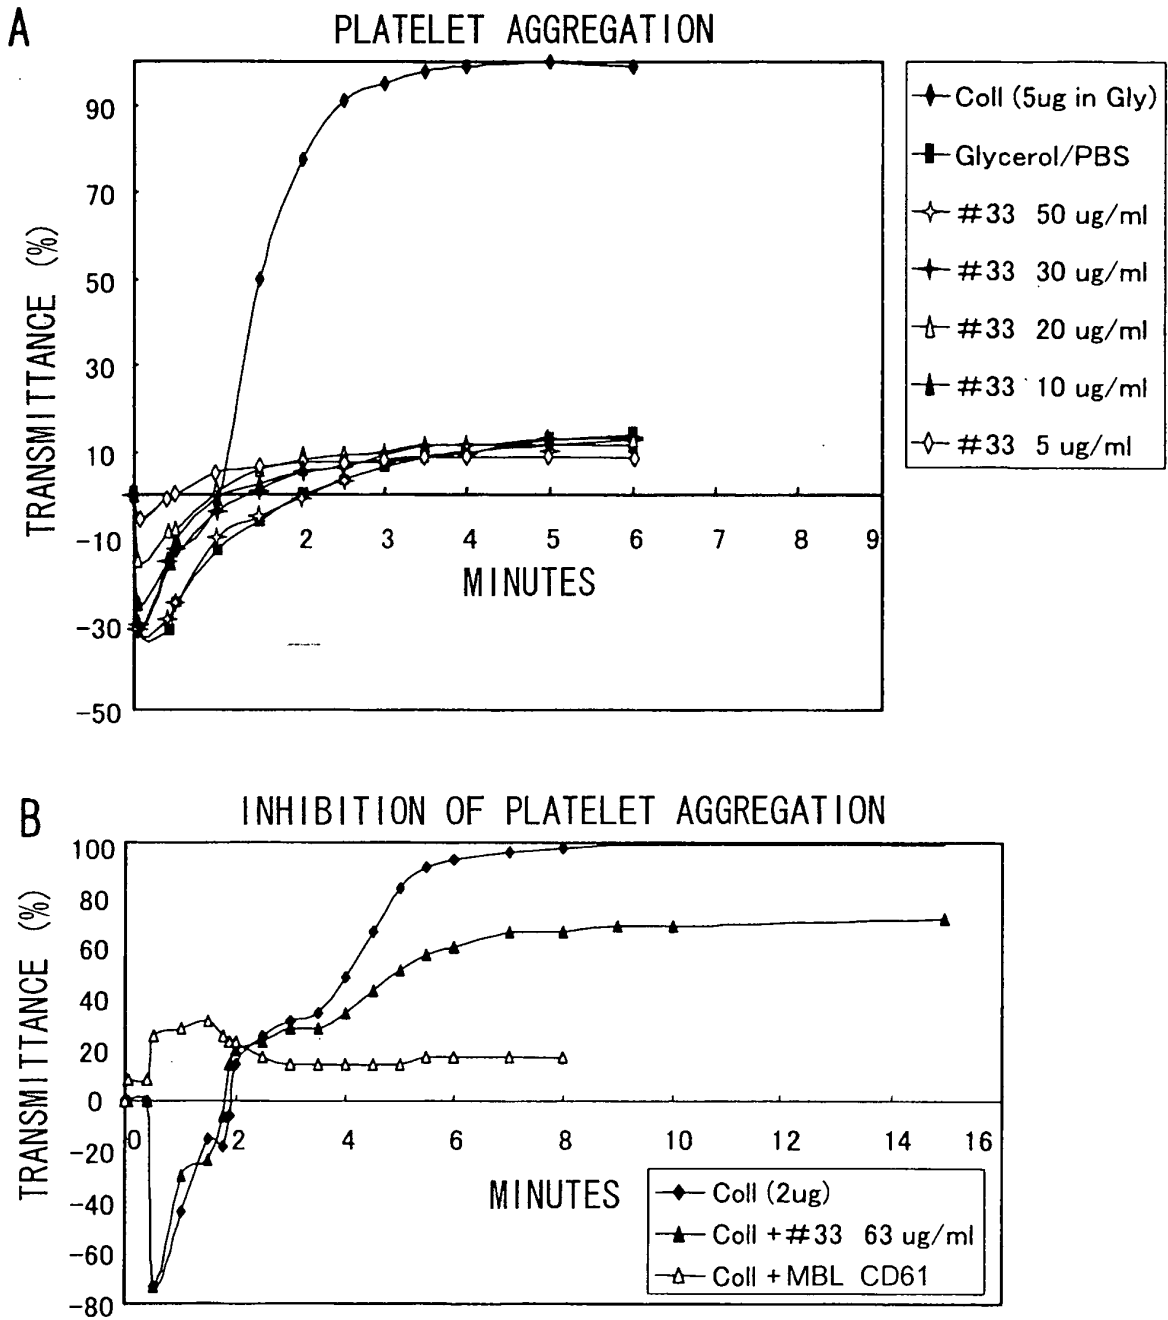 A
PLATELET AGGREGATION
TRANSMITTANCE (%)
90
70
50
30
10
-10
-30
-50
2 3 4 5 6 7 8 9
MINUTES
Coll (5ug in Gly)
Glycerol/PBS
#33 50 ug/ml
#33 30 ug/ml
#33 20 ug/ml
#33 10 ug/ml
#33 5 ug/ml
B
INHIBITION OF PLATELET AGGREGATION
TRANSMITTANCE (%)
100
80
60
40
20
0
-20
-40
-60
-80
0 2 4 6 8 10 12 14 16
MINUTES
Coll (2ug)
Coll +#33 63 ug/ml
Coll +MBL CD61